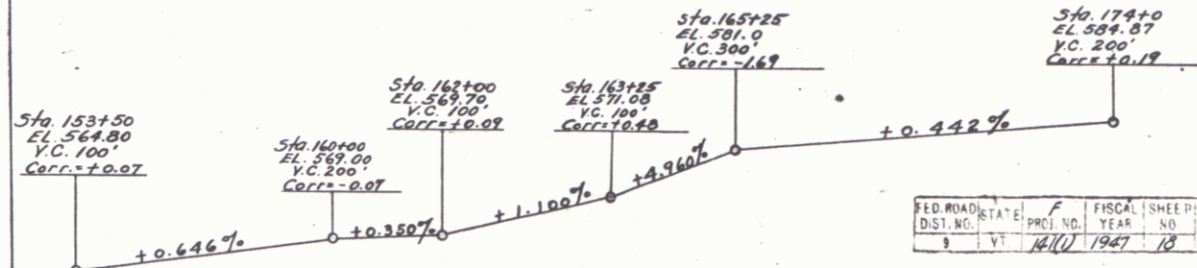 Sta. 153+50
EL. 564.80
V.C. 100'
Corr.=+0.07
+0.646%
Sta. 160+00
EL. 569.00
V.C. 200'
Corr=-0.07
+0.350%
Sta. 162+00
EL. 569.70
V.C. 100'
Corr=+0.09
+1.100%
Sta. 163+25
EL 571.08
V.C. 100'
Corr=+0.48
+4.960%
Sta. 165+25
EL. 581.0
V.C. 300'
Corr=-1.69
+0.442%
Sta. 174+0
EL 584.87
V.C. 200'
Corr=+0.19
FED. ROAD DIST. NO. STATE F PROJ. NO. FISCAL YEAR SHEET NO
9 VT. 141(1) 1947 18